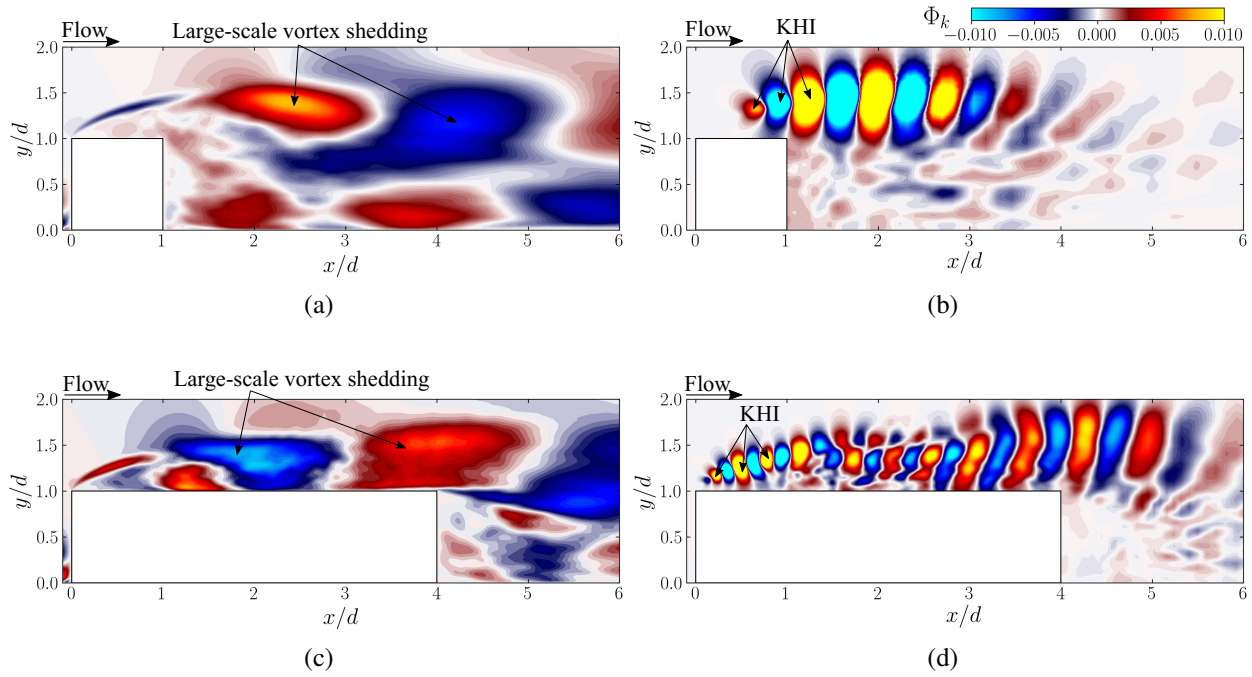 Flow
Large-scale vortex shedding
2.0
1.5
1.0
0.5
0.0
y/d
0 1 2 3 4 5 6
x/d
(a)
Flow
KHI
Φ_k
−0.010 −0.005 0.000 0.005 0.010
2.0
1.5
1.0
0.5
0.0
y/d
0 1 2 3 4 5 6
x/d
(b)
Flow
Large-scale vortex shedding
2.0
1.5
1.0
0.5
0.0
y/d
0 1 2 3 4 5 6
x/d
(c)
Flow
KHI
2.0
1.5
1.0
0.5
0.0
y/d
0 1 2 3 4 5 6
x/d
(d)